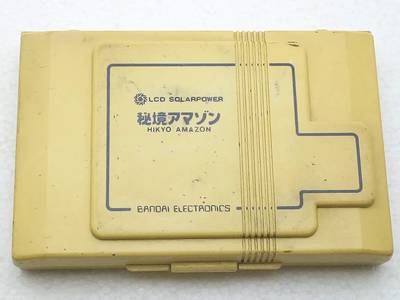 LCD SOLARPOWER
秘境アマゾン
HIKYO AMAZON
BANDAI ELECTRONICS